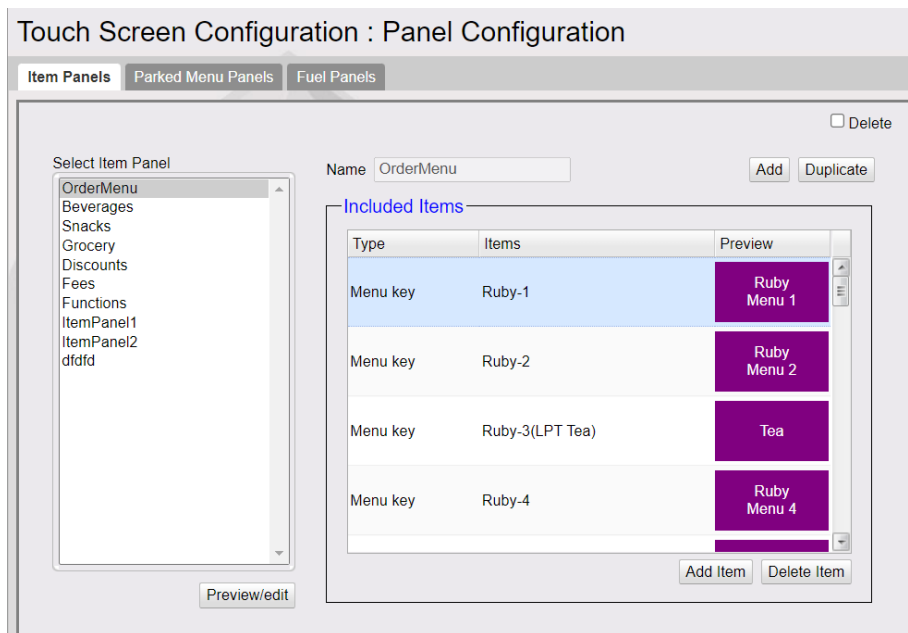 Touch Screen Configuration : Panel Configuration
Item Panels Parked Menu Panels Fuel Panels
Delete
Select Item Panel
OrderMenu
Beverages
Snacks
Grocery
Discounts
Fees
Functions
ItemPanel1
ItemPanel2
dfdfd
Preview/edit
Name OrderMenu Add Duplicate
Included Items
Type Items Preview
Menu key Ruby-1 Ruby
Menu 1
Menu key Ruby-2 Ruby
Menu 2
Menu key Ruby-3(LPT Tea) Tea
Menu key Ruby-4 Ruby
Menu 4
Add Item Delete Item